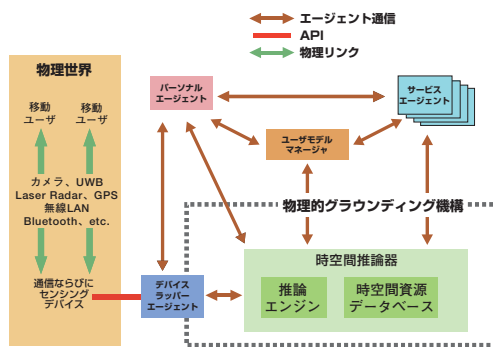 エージェント通信
API
物理リンク
物理世界
移動
ユーザ
移動
ユーザ
カメラ、UWB
Laser Radar、GPS
無線LAN
Bluetooth、etc.
通信ならびに
センシング
デバイス
パーソナル
エージェント
サービス
エージェント
ユーザモデル
マネージャ
物理的グラウンディング機構
デバイス
ラッパー
エージェント
時空間推論器
推論
エンジン
時空間資源
データベース